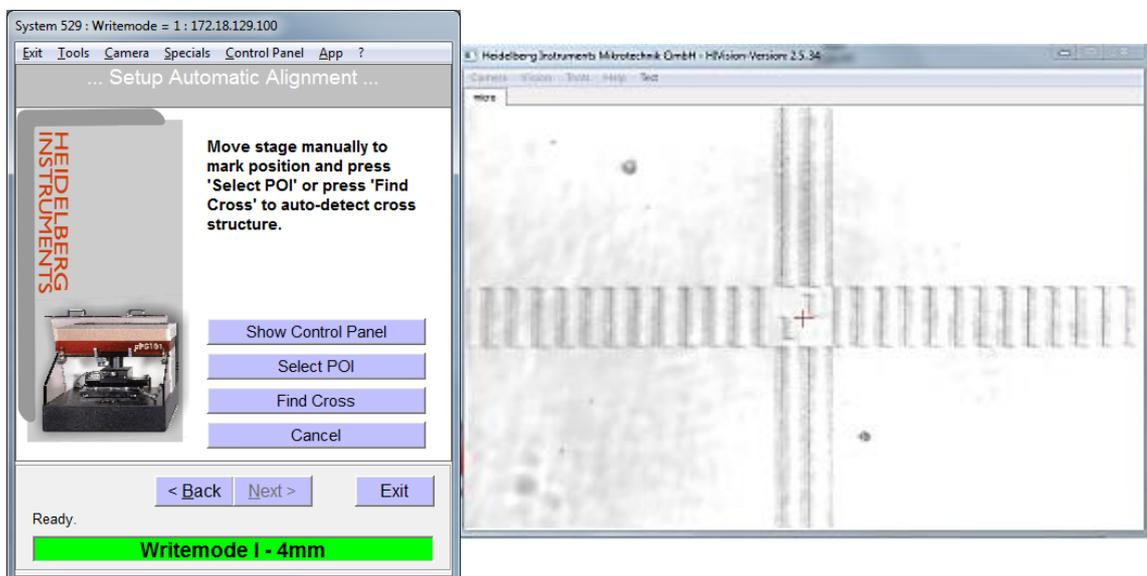 System 529 : Writemode = 1 : 172.18.129.100
Exit Tools Camera Specials Control Panel App ?
... Setup Automatic Alignment ...
HEIDELBERG
INSTRUMENTS
Move stage manually to
mark position and press
'Select POI' or press 'Find
Cross' to auto-detect cross
structure.
µPG101
Show Control Panel
Select POI
Find Cross
Cancel
< Back Next > Exit
Ready.
Writemode I - 4mm
Heidelberg Instruments Mikrotechnik GmbH - HIVision Version: 2.5.34
Camera Vision Tools Help Test
micro